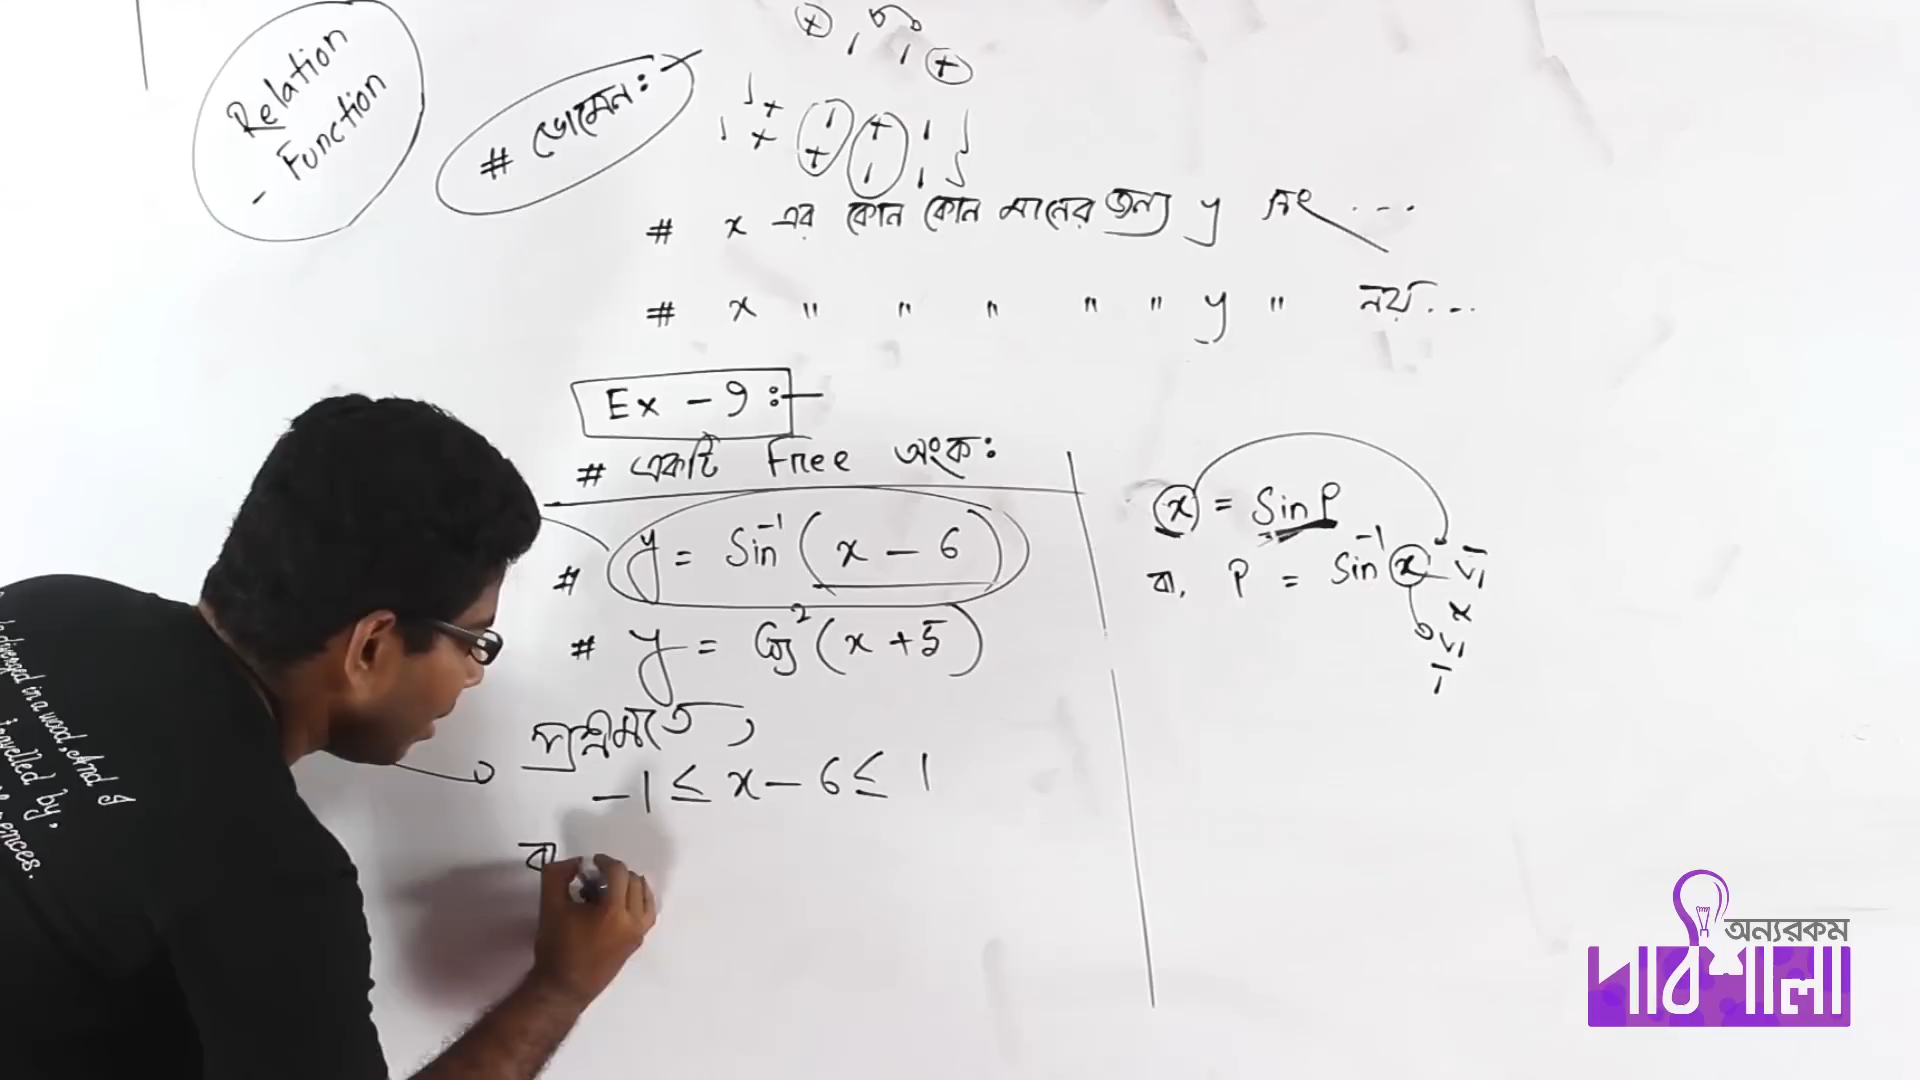 Relation
- Function
# ডোমেন:-
# x এর কোন কোন মানের জন্য y সং ...
# x " " " " " y " নয় ...
Ex - 9 :-
# একটি Free অংক:
# y = Sin⁻¹ (x - 6)
# y = Cos² (x + 5)
প্রশ্নমতে,
-1 ≤ x - 6 ≤ 1
বা
x = Sin P
বা, P = Sin⁻¹ x
অন্যরকম
পাঠশালা